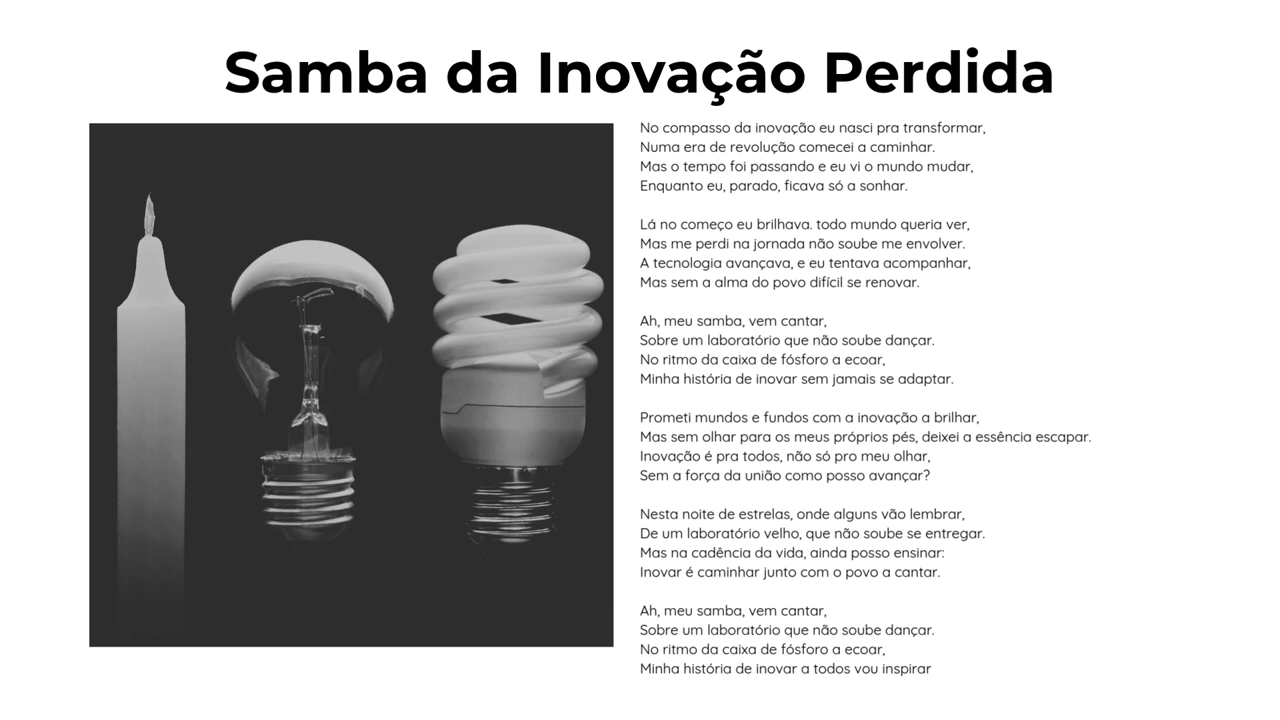 Samba da Inovação Perdida
No compasso da inovação eu nasci pra transformar,
Numa era de revolução comecei a caminhar.
Mas o tempo foi passando e eu vi o mundo mudar,
Enquanto eu, parado, ficava só a sonhar.
Lá no começo eu brilhava. todo mundo queria ver,
Mas me perdi na jornada não soube me envolver.
A tecnologia avançava, e eu tentava acompanhar,
Mas sem a alma do povo difícil se renovar.
Ah, meu samba, vem cantar,
Sobre um laboratório que não soube dançar.
No ritmo da caixa de fósforo a ecoar,
Minha história de inovar sem jamais se adaptar.
Prometi mundos e fundos com a inovação a brilhar,
Mas sem olhar para os meus próprios pés, deixei a essência escapar.
Inovação é pra todos, não só pro meu olhar,
Sem a força da união como posso avançar?
Nesta noite de estrelas, onde alguns vão lembrar,
De um laboratório velho, que não soube se entregar.
Mas na cadência da vida, ainda posso ensinar:
Inovar é caminhar junto com o povo a cantar.
Ah, meu samba, vem cantar,
Sobre um laboratório que não soube dançar.
No ritmo da caixa de fósforo a ecoar,
Minha história de inovar a todos vou inspirar